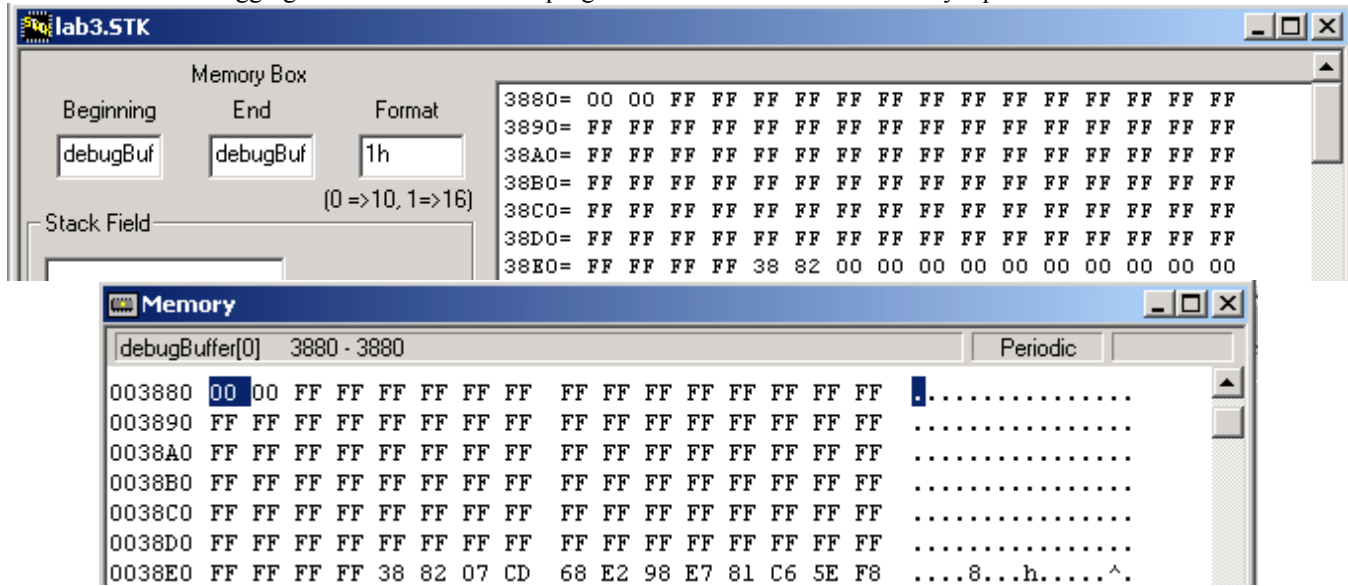 lab3.STK
Memory Box
Beginning End Format
debugBuf debugBuf 1h
(0 =>10, 1=>16)
Stack Field
3880= 00 00 FF FF FF FF FF FF FF FF FF FF FF FF FF FF
3890= FF FF FF FF FF FF FF FF FF FF FF FF FF FF FF FF
38A0= FF FF FF FF FF FF FF FF FF FF FF FF FF FF FF FF
38B0= FF FF FF FF FF FF FF FF FF FF FF FF FF FF FF FF
38C0= FF FF FF FF FF FF FF FF FF FF FF FF FF FF FF FF
38D0= FF FF FF FF FF FF FF FF FF FF FF FF FF FF FF FF
38E0= FF FF FF FF 38 82 00 00 00 00 00 00 00 00 00 00
Memory
debugBuffer[0] 3880 - 3880 Periodic
003880 00 00 FF FF FF FF FF FF FF FF FF FF FF FF FF FF ................
003890 FF FF FF FF FF FF FF FF FF FF FF FF FF FF FF FF ................
0038A0 FF FF FF FF FF FF FF FF FF FF FF FF FF FF FF FF ................
0038B0 FF FF FF FF FF FF FF FF FF FF FF FF FF FF FF FF ................
0038C0 FF FF FF FF FF FF FF FF FF FF FF FF FF FF FF FF ................
0038D0 FF FF FF FF FF FF FF FF FF FF FF FF FF FF FF FF ................
0038E0 FF FF FF FF 38 82 07 CD 68 E2 98 E7 81 C6 5E F8 ....8...h.....^.